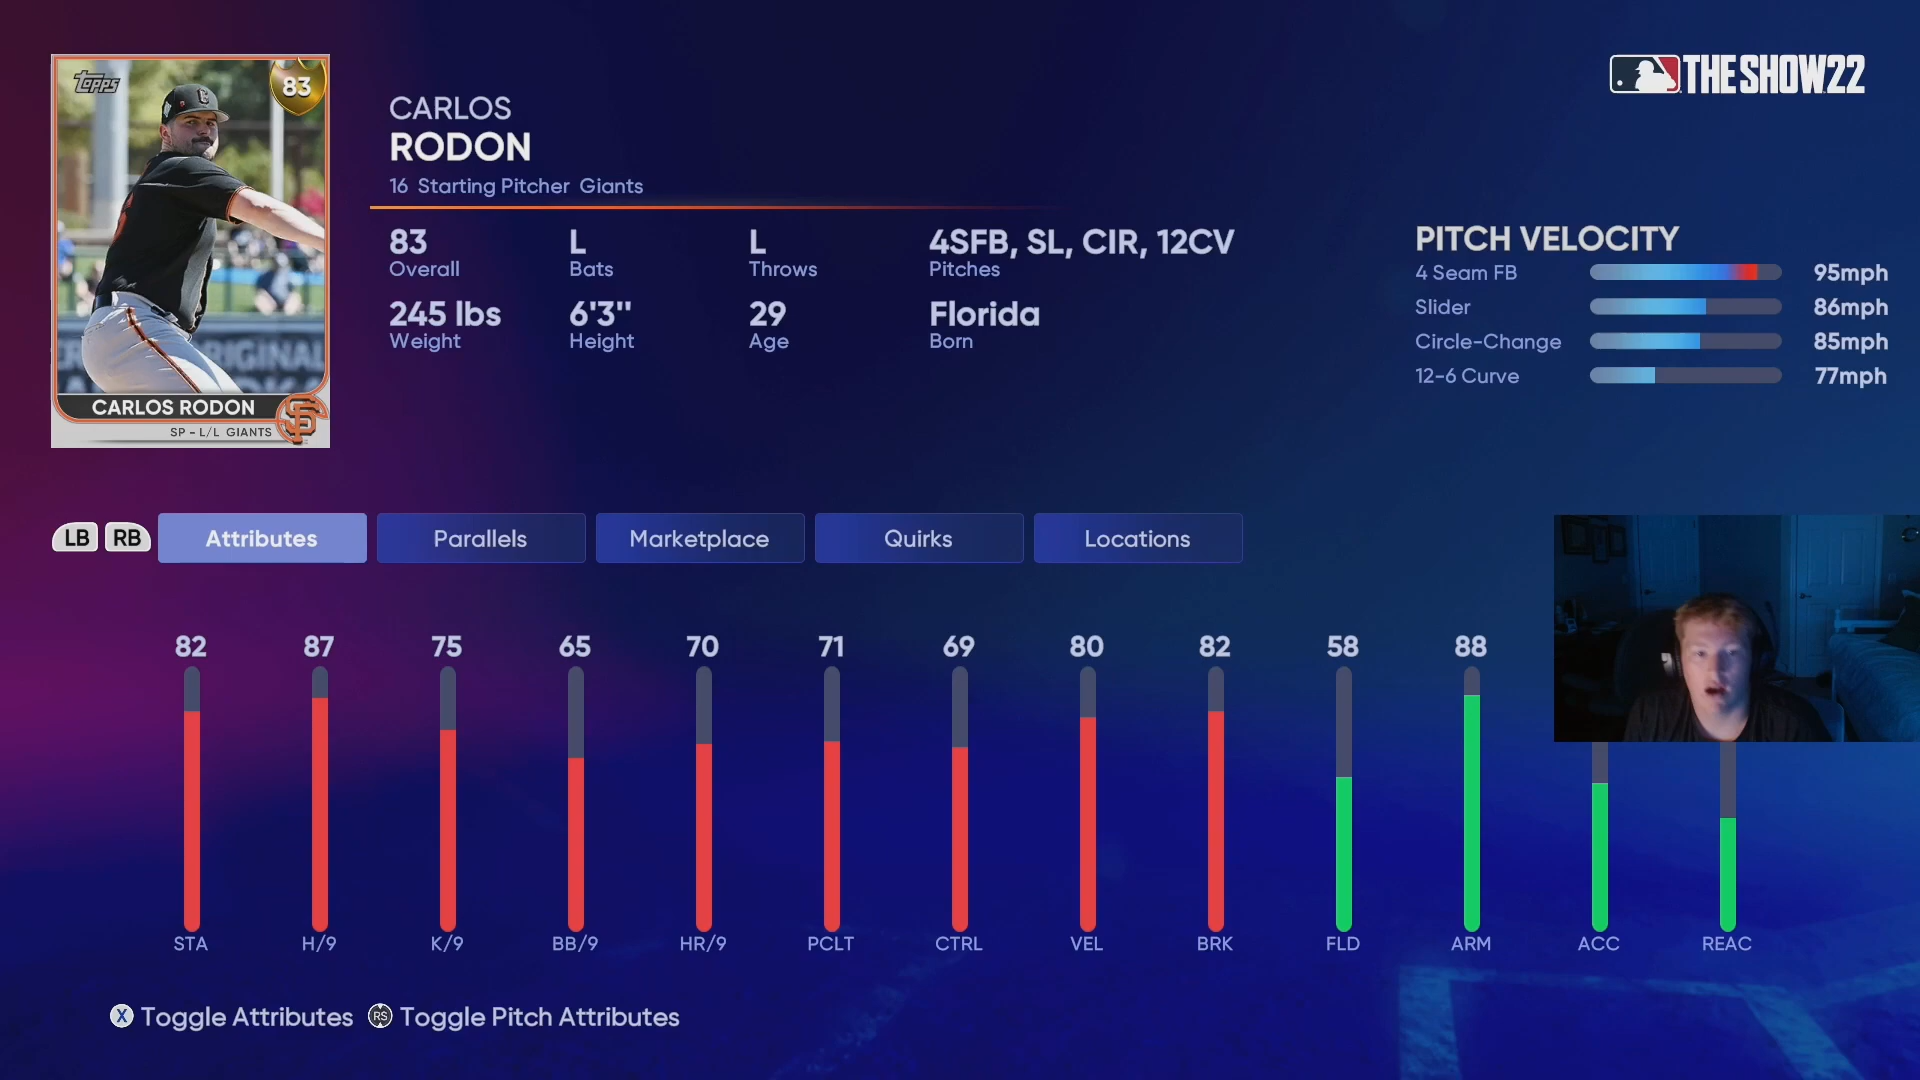 Topps
83
CARLOS RODON
SP - L/L GIANTS
CARLOS
RODON
16 Starting Pitcher Giants
83
Overall
L
Bats
L
Throws
4SFB, SL, CIR, 12CV
Pitches
245 lbs
Weight
6'3"
Height
29
Age
Florida
Born
THE SHOW22
PITCH VELOCITY
4 Seam FB 95mph
Slider 86mph
Circle-Change 85mph
12-6 Curve 77mph
LB RB Attributes Parallels Marketplace Quirks Locations
82 87 75 65 70 71 69 80 82 58 88
STA H/9 K/9 BB/9 HR/9 PCLT CTRL VEL BRK FLD ARM ACC REAC
X Toggle Attributes RS Toggle Pitch Attributes